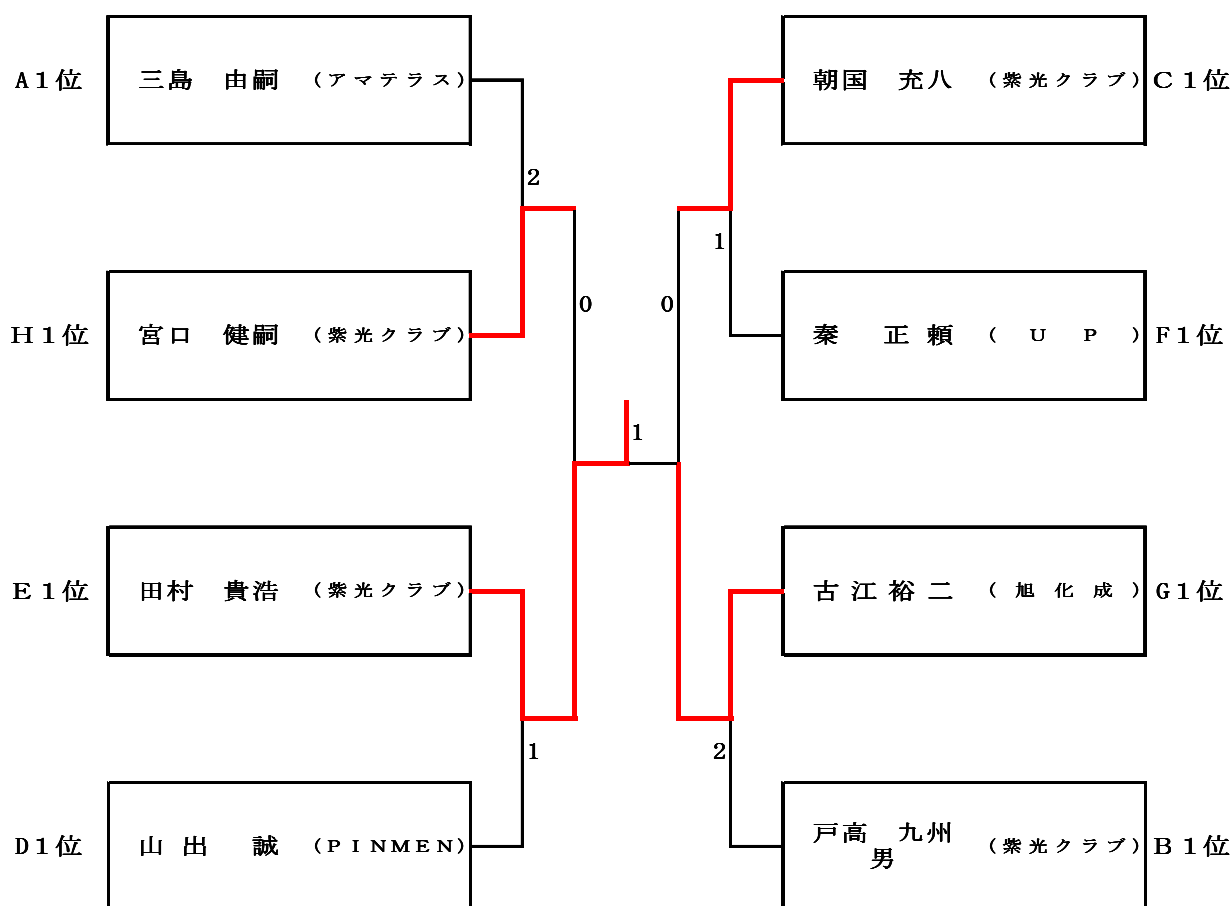 A1位 三島 由嗣 (アマテラス)
朝国 充八 (紫光クラブ) C1位
2
1
H1位 宮口 健嗣 (紫光クラブ)
0 0
秦 正頼 (UP) F1位
1
E1位 田村 貴浩 (紫光クラブ)
古江裕二 (旭化成) G1位
1 2
D1位 山出 誠 (PINMEN)
戸高 九州
男 (紫光クラブ) B1位